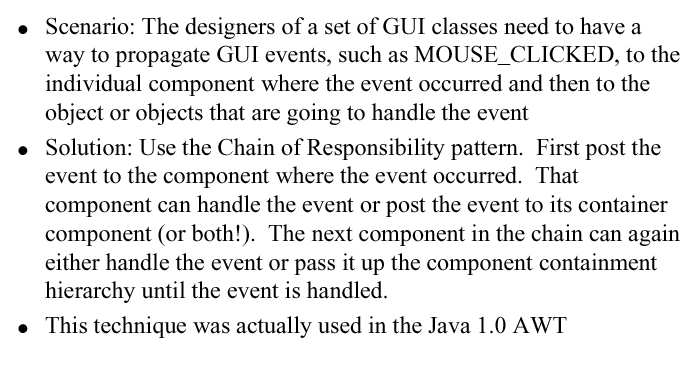 • Scenario: The designers of a set of GUI classes need to have a
way to propagate GUI events, such as MOUSE_CLICKED, to the
individual component where the event occurred and then to the
object or objects that are going to handle the event
• Solution: Use the Chain of Responsibility pattern.  First post the
event to the component where the event occurred.  That
component can handle the event or post the event to its container
component (or both!).  The next component in the chain can again
either handle the event or pass it up the component containment
hierarchy until the event is handled.
• This technique was actually used in the Java 1.0 AWT